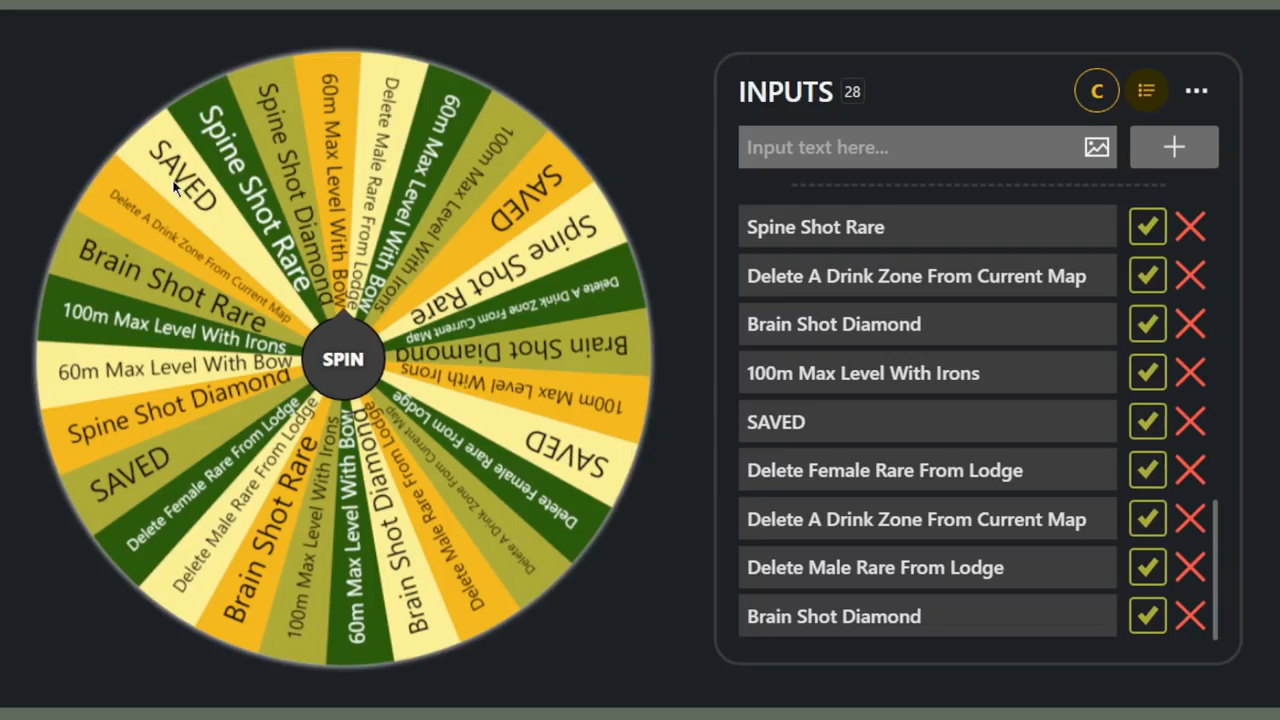 60m Max Level With Bow
Delete Male Rare From Lodge
60m Max Level With Bow
100m Max Level With Irons
SAVED
Spine Shot Rare
Delete A Drink Zone From Current Map
Brain Shot Diamond
100m Max Level With Irons
SAVED
Delete Female Rare From Lodge
Delete A Drink Zone From Current Map
Delete Male Rare From Lodge
Brain Shot Diamond
60m Max Level With Bow
100m Max Level With Irons
Brain Shot Rare
Delete Male Rare From Lodge
Delete Female Rare From Lodge
SAVED
Spine Shot Diamond
60m Max Level With Bow
100m Max Level With Irons
Brain Shot Rare
Delete A Drink Zone From Current Map
SAVED
Spine Shot Rare
Spine Shot Diamond
SPIN
INPUTS 28
C
Input text here...
Spine Shot Rare
Delete A Drink Zone From Current Map
Brain Shot Diamond
100m Max Level With Irons
SAVED
Delete Female Rare From Lodge
Delete A Drink Zone From Current Map
Delete Male Rare From Lodge
Brain Shot Diamond